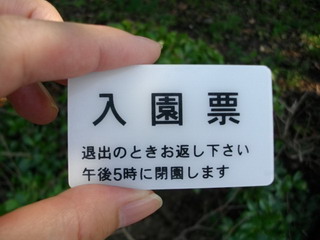 入園票
退出のときお返し下さい
午後5時に閉園します